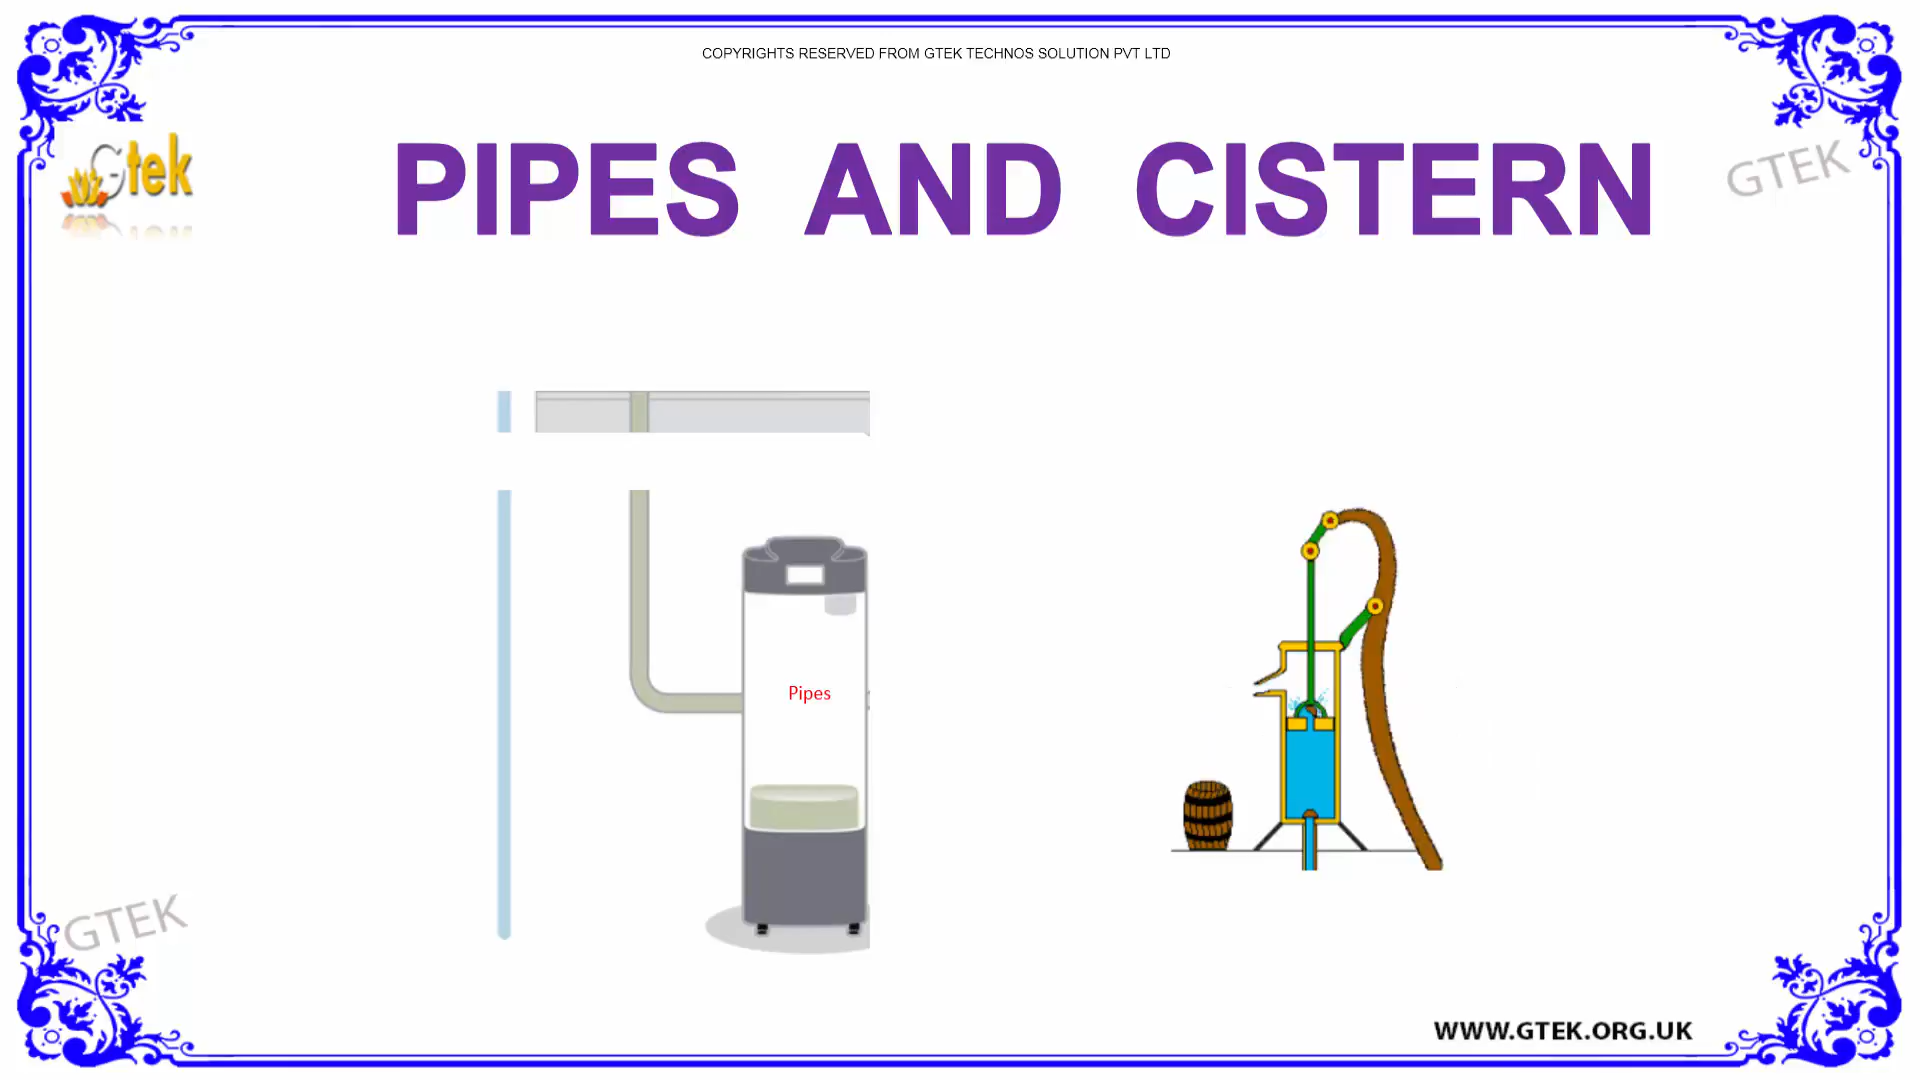 COPYRIGHTS RESERVED FROM GTEK TECHNOS SOLUTION PVT LTD
Gtek
PIPES AND CISTERN
GTEK
Pipes
GTEK
WWW.GTEK.ORG.UK